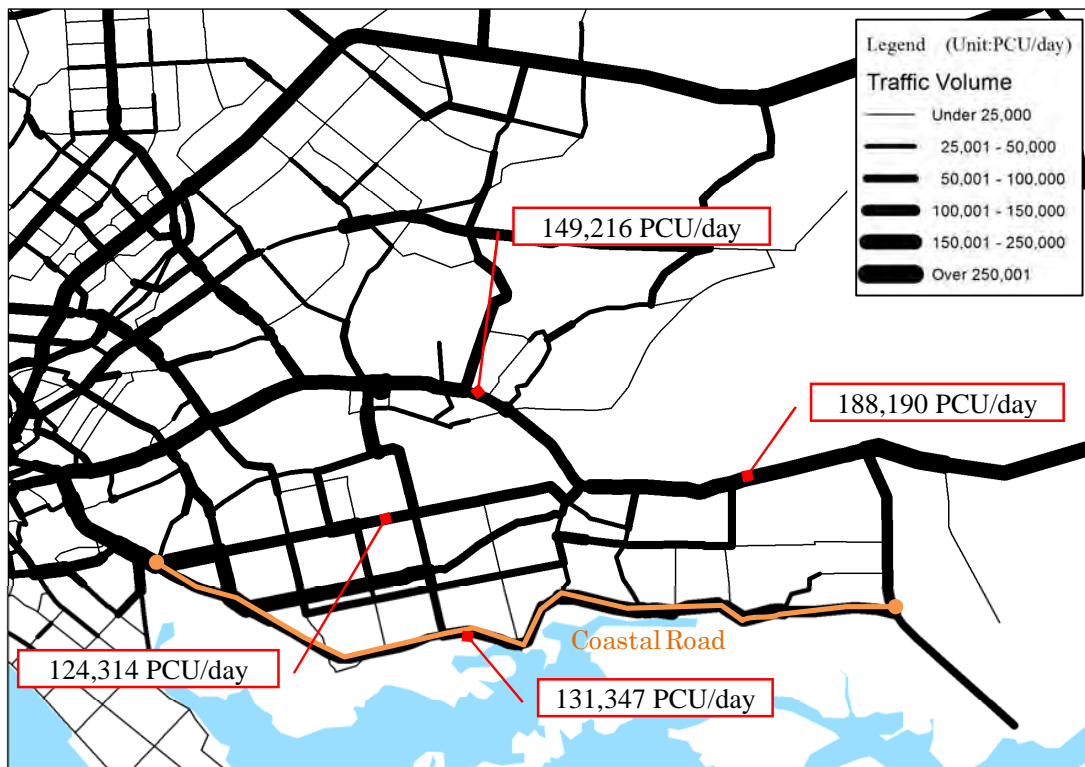 Legend (Unit:PCU/day)
Traffic Volume
Under 25,000
25,001 - 50,000
50,001 - 100,000
100,001 - 150,000
150,001 - 250,000
Over 250,001
149,216 PCU/day
188,190 PCU/day
Coastal Road
124,314 PCU/day
131,347 PCU/day